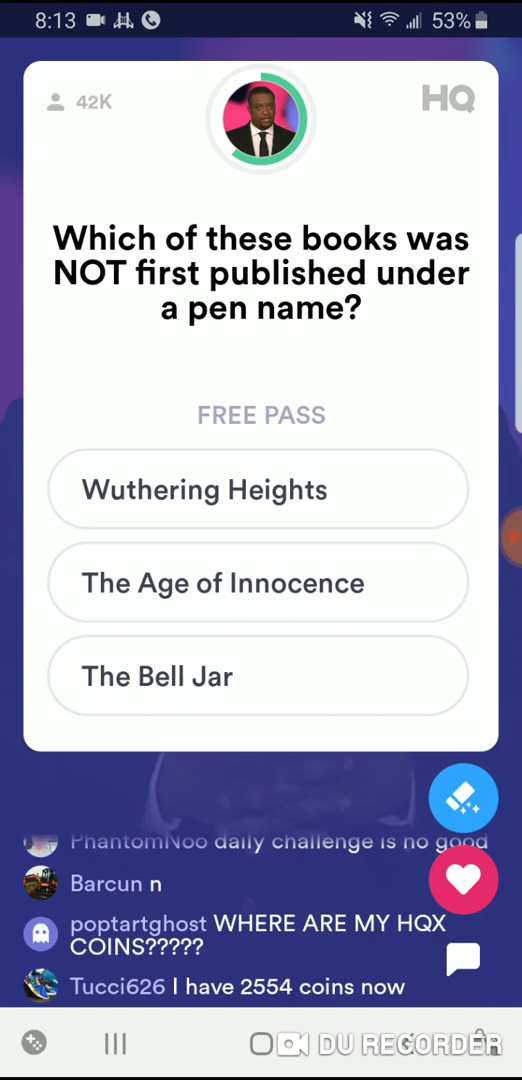 8:13 53%
42K HQ
Which of these books was
NOT first published under
a pen name?
FREE PASS
Wuthering Heights
The Age of Innocence
The Bell Jar
PhantomNoo daily challenge is no good
Barcun n
poptartghost WHERE ARE MY HQX
COINS?????
Tucci626 I have 2554 coins now
DU RECORDER